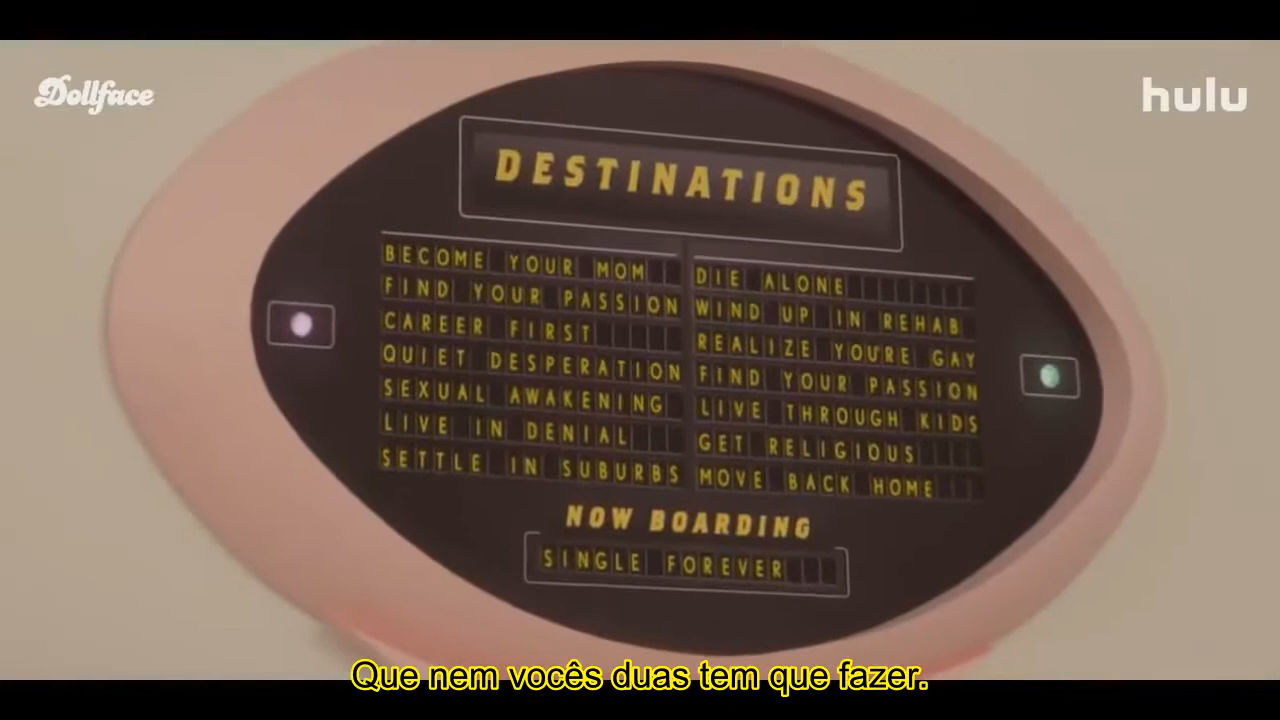 Dollface
hulu
DESTINATIONS
BECOME YOUR MOM
FIND YOUR PASSION
CAREER FIRST
QUIET DESPERATION
SEXUAL AWAKENING
LIVE IN DENIAL
SETTLE IN SUBURBS
DIE ALONE
WIND UP IN REHAB
REALIZE YOU'RE GAY
FIND YOUR PASSION
LIVE THROUGH KIDS
GET RELIGIOUS
MOVE BACK HOME
NOW BOARDING
SINGLE FOREVER
Que nem vocês duas tem que fazer.